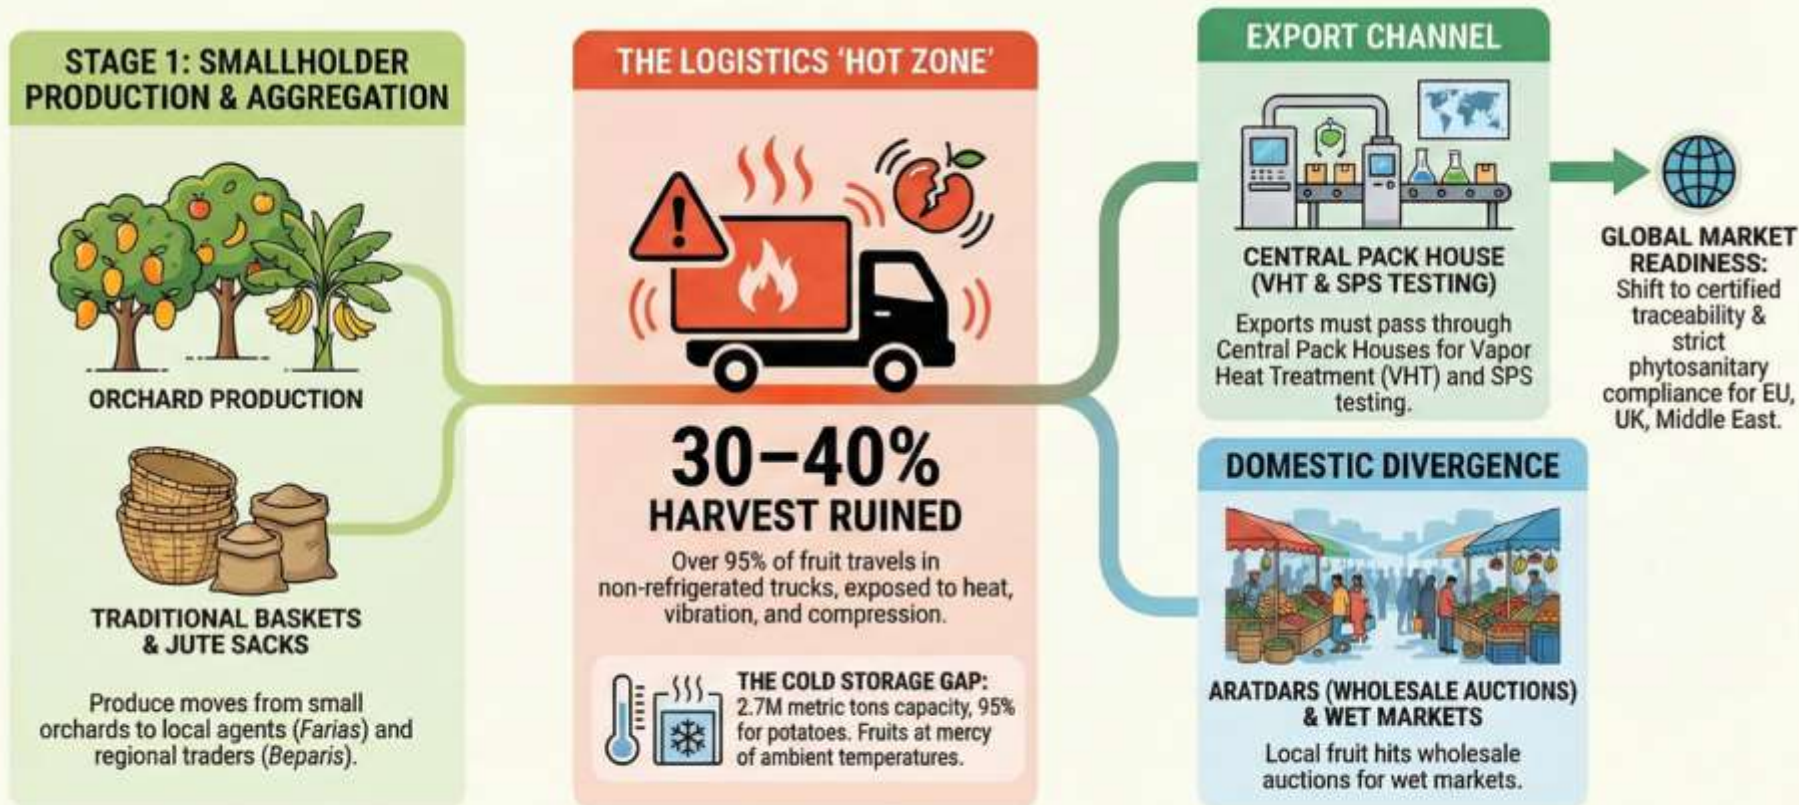 STAGE 1: SMALLHOLDER
PRODUCTION & AGGREGATION
ORCHARD PRODUCTION
TRADITIONAL BASKETS
& JUTE SACKS
Produce moves from small
orchards to local agents (Farias) and
regional traders (Beparis).
THE LOGISTICS ‘HOT ZONE’
30–40%
HARVEST RUINED
Over 95% of fruit travels in
non-refrigerated trucks, exposed to heat,
vibration, and compression.
THE COLD STORAGE GAP:
2.7M metric tons capacity, 95%
for potatoes. Fruits at mercy
of ambient temperatures.
EXPORT CHANNEL
CENTRAL PACK HOUSE
(VHT & SPS TESTING)
Exports must pass through
Central Pack Houses for Vapor
Heat Treatment (VHT) and SPS
testing.
GLOBAL MARKET
READINESS:
Shift to certified
traceability &
strict
phytosanitary
compliance for EU,
UK, Middle East.
DOMESTIC DIVERGENCE
ARATDARS (WHOLESALE AUCTIONS)
& WET MARKETS
Local fruit hits wholesale
auctions for wet markets.